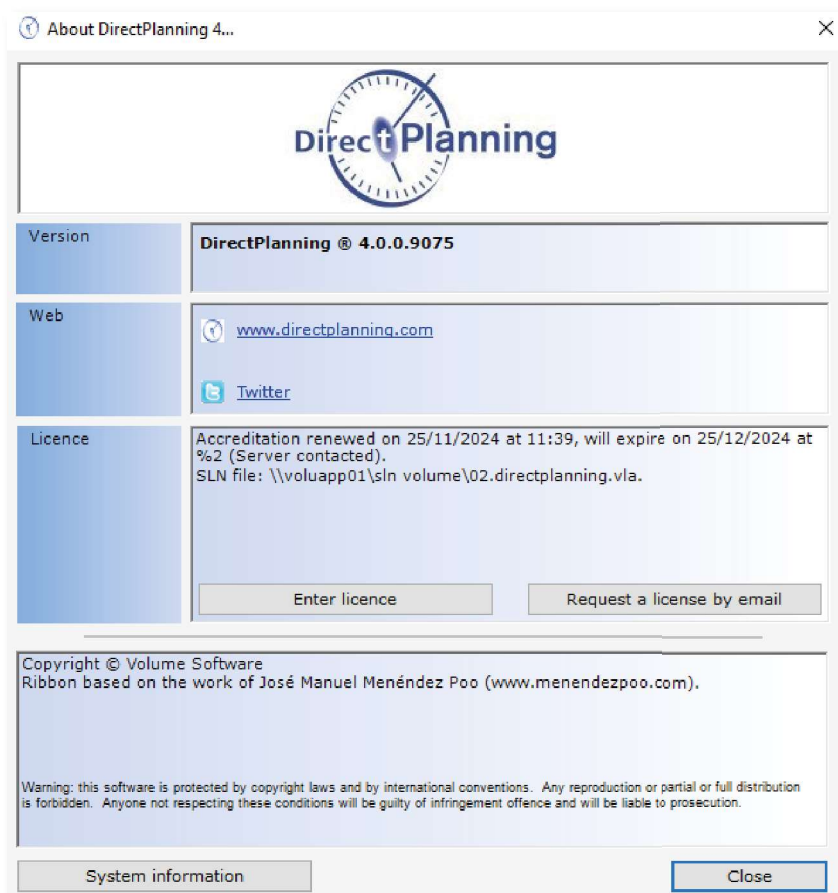 About DirectPlanning 4...
DirectPlanning
Version
DirectPlanning ® 4.0.0.9075
Web
www.directplanning.com
Twitter
Licence
Accreditation renewed on 25/11/2024 at 11:39, will expire on 25/12/2024 at
%2 (Server contacted).
SLN file: \\voluapp01\sln volume\02.directplanning.vla.
Enter licence
Request a license by email
Copyright © Volume Software
Ribbon based on the work of José Manuel Menéndez Poo (www.menendezpoo.com).
Warning: this software is protected by copyright laws and by international conventions. Any reproduction or partial or full distribution
is forbidden. Anyone not respecting these conditions will be guilty of infringement offence and will be liable to prosecution.
System information
Close